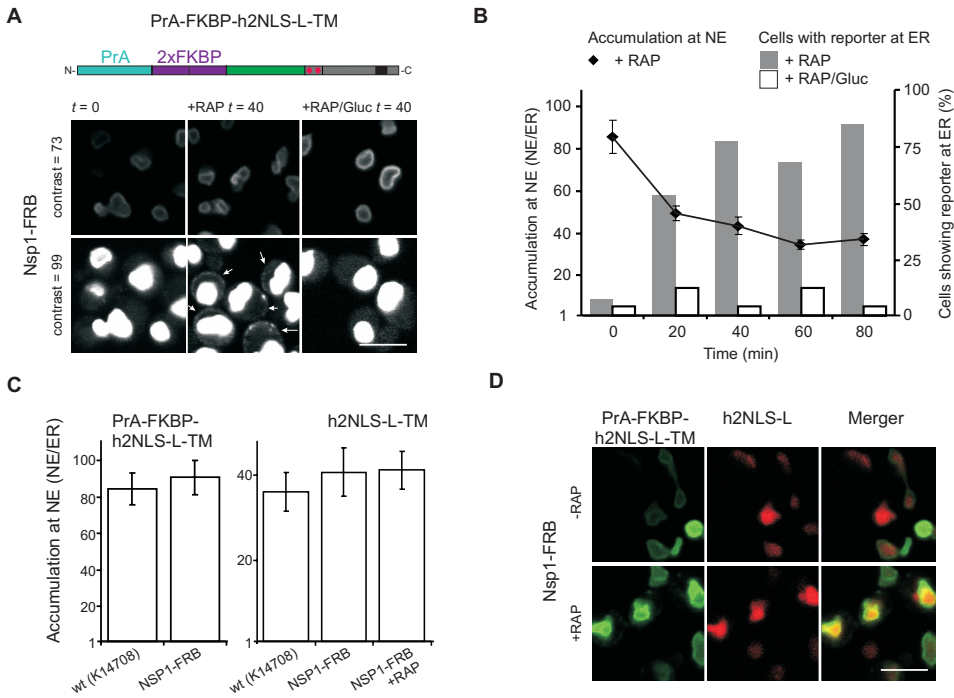 A
PrA-FKBP-h2NLS-L-TM
PrA
2xFKBP
N-
-C
t = 0
+RAP t = 40
+RAP/Gluc t = 40
Nsp1-FRB
contrast = 73
contrast = 99
B
Accumulation at NE
+ RAP
Cells with reporter at ER
+ RAP
+ RAP/Gluc
Accumulation at NE (NE/ER)
100
80
60
40
20
1
Cells showing reporter at ER (%)
100
75
50
25
0
0
20
40
60
80
Time (min)
C
Accumulation at NE (NE/ER)
PrA-FKBP-
h2NLS-L-TM
100
80
60
40
20
1
wt (K14708)
NSP1-FRB
h2NLS-L-TM
40
20
1
wt (K14708)
NSP1-FRB
NSP1-FRB
+RAP
D
PrA-FKBP-
h2NLS-L-TM
h2NLS-L
Merger
Nsp1-FRB
-RAP
+RAP